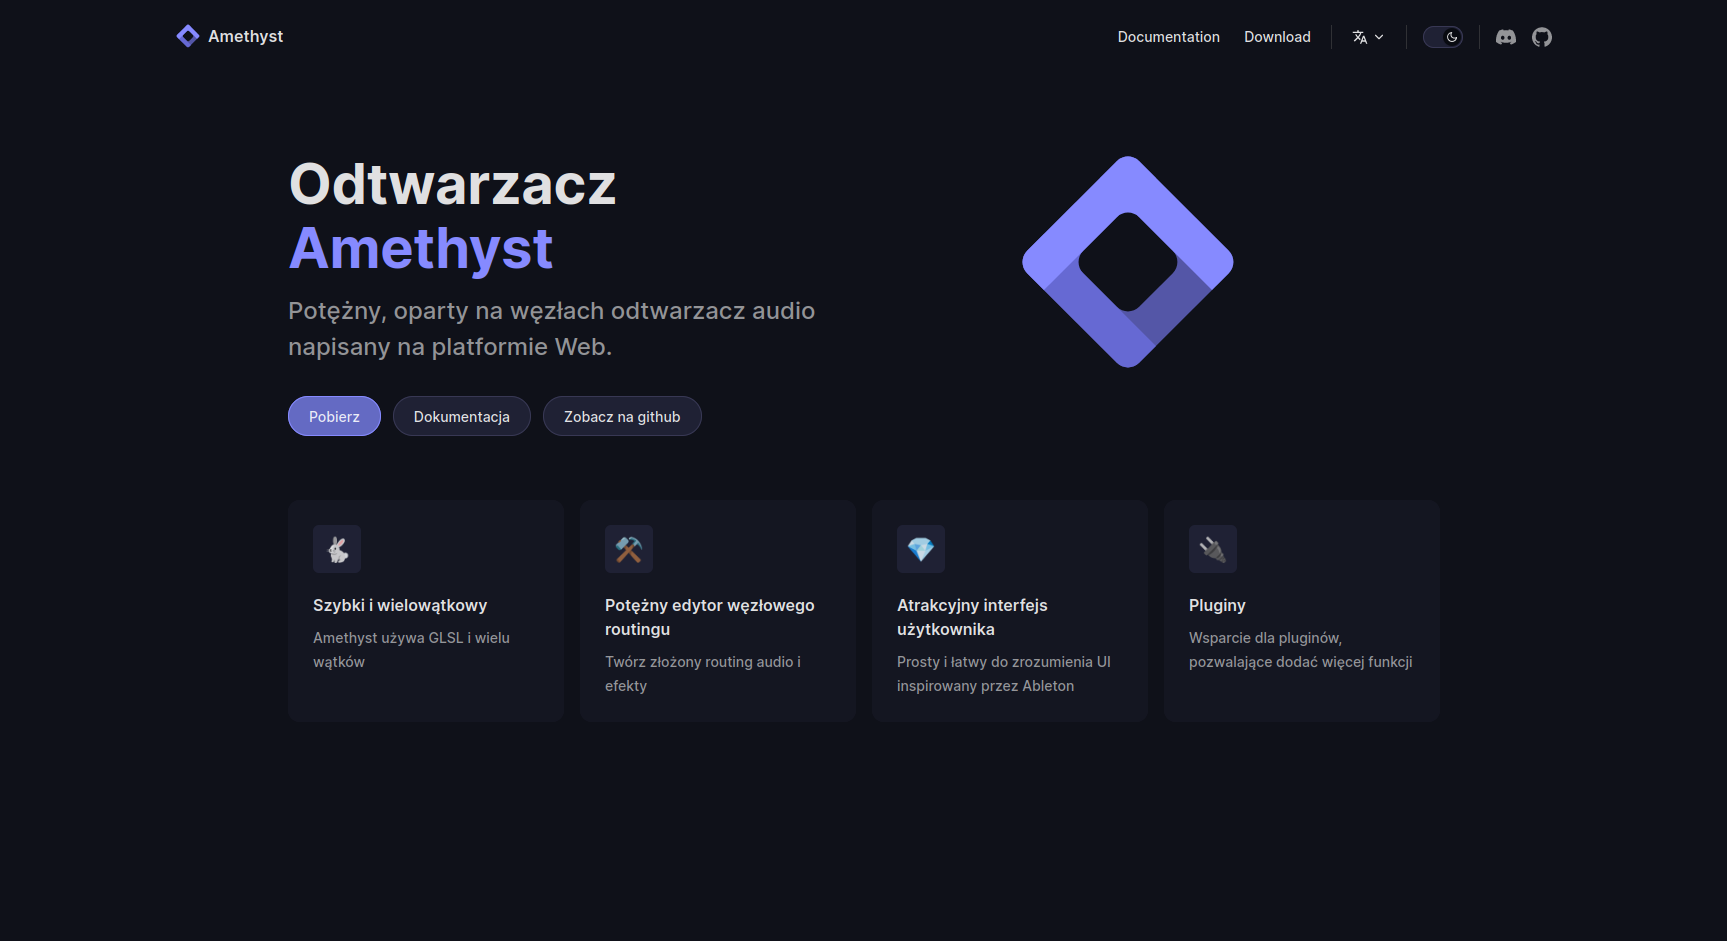 Amethyst
Documentation
Download
Odtwarzacz
Amethyst
Potężny, oparty na węzłach odtwarzacz audio
napisany na platformie Web.
Pobierz
Dokumentacja
Zobacz na github
Szybki i wielowątkowy
Amethyst używa GLSL i wielu
wątków
Potężny edytor węzłowego
routingu
Twórz złożony routing audio i
efekty
Atrakcyjny interfejs
użytkownika
Prosty i łatwy do zrozumienia UI
inspirowany przez Ableton
Pluginy
Wsparcie dla pluginów,
pozwalające dodać więcej funkcji